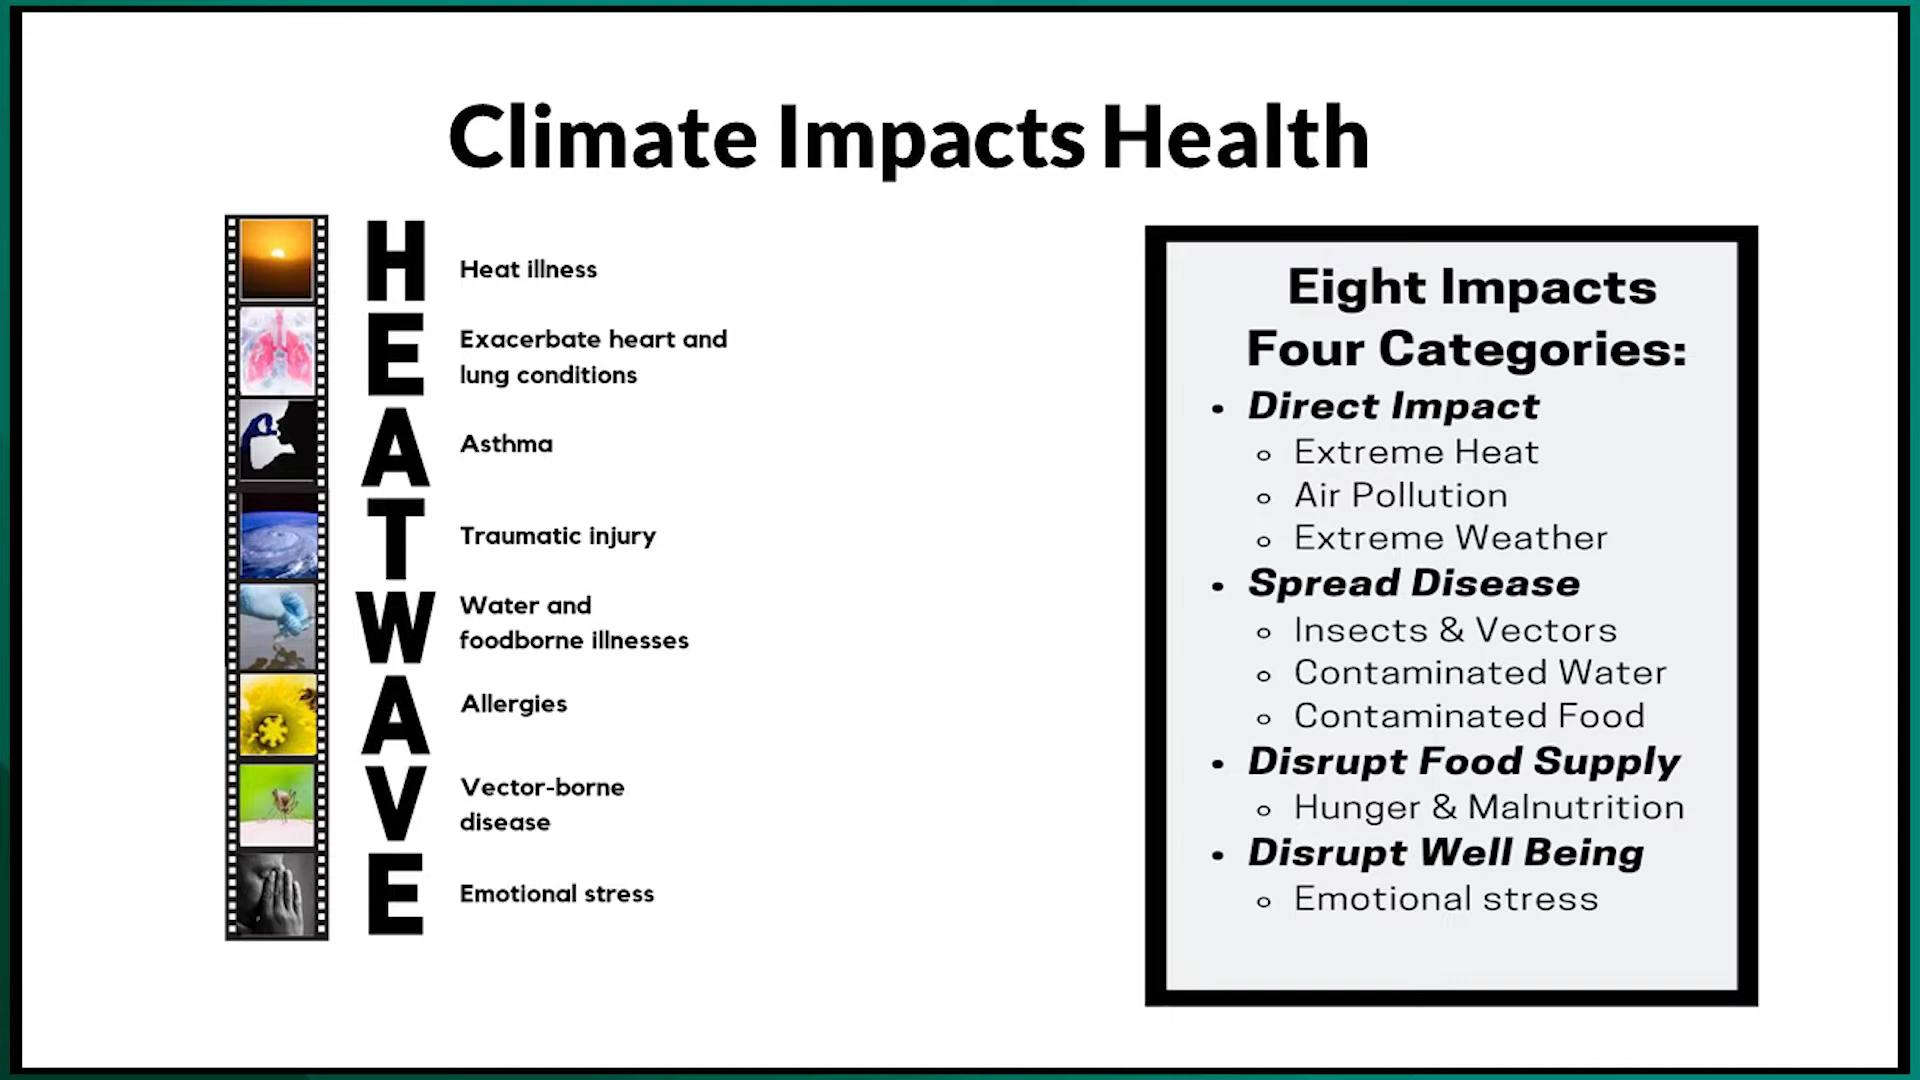 Climate Impacts Health
H
Heat illness
E
Exacerbate heart and
lung conditions
A
Asthma
T
Traumatic injury
W
Water and
foodborne illnesses
A
Allergies
V
Vector-borne
disease
E
Emotional stress
Eight Impacts
Four Categories:
• Direct Impact
o Extreme Heat
o Air Pollution
o Extreme Weather
• Spread Disease
o Insects & Vectors
o Contaminated Water
o Contaminated Food
• Disrupt Food Supply
o Hunger & Malnutrition
• Disrupt Well Being
o Emotional stress